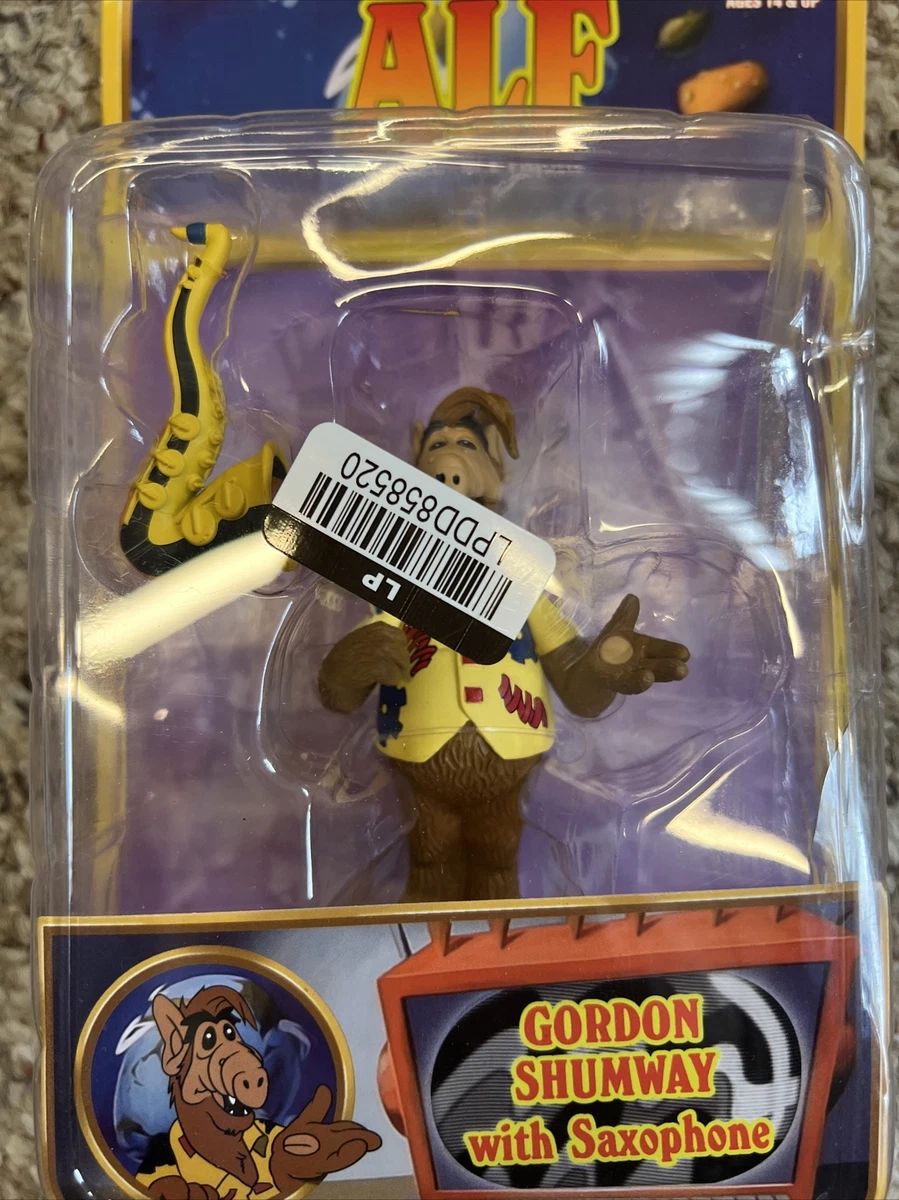 AGES 14 & UP
ALF
LPDD858520
LP
GORDON
SHUMWAY
with Saxophone